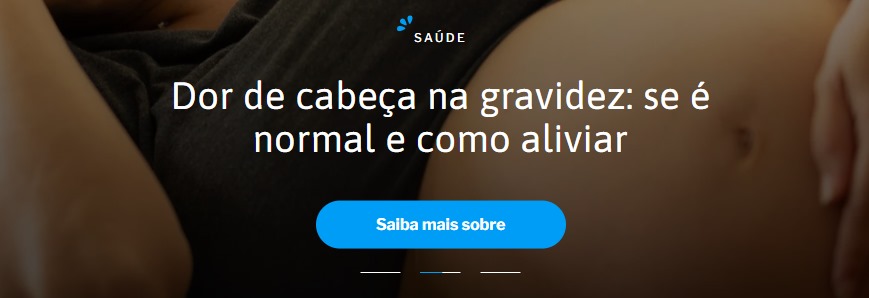 SAÚDE
Dor de cabeça na gravidez: se é
normal e como aliviar
Saiba mais sobre